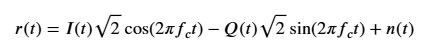 r(t) = I(t)√2 cos(2πf_c t) − Q(t)√2 sin(2πf_c t) + n(t)